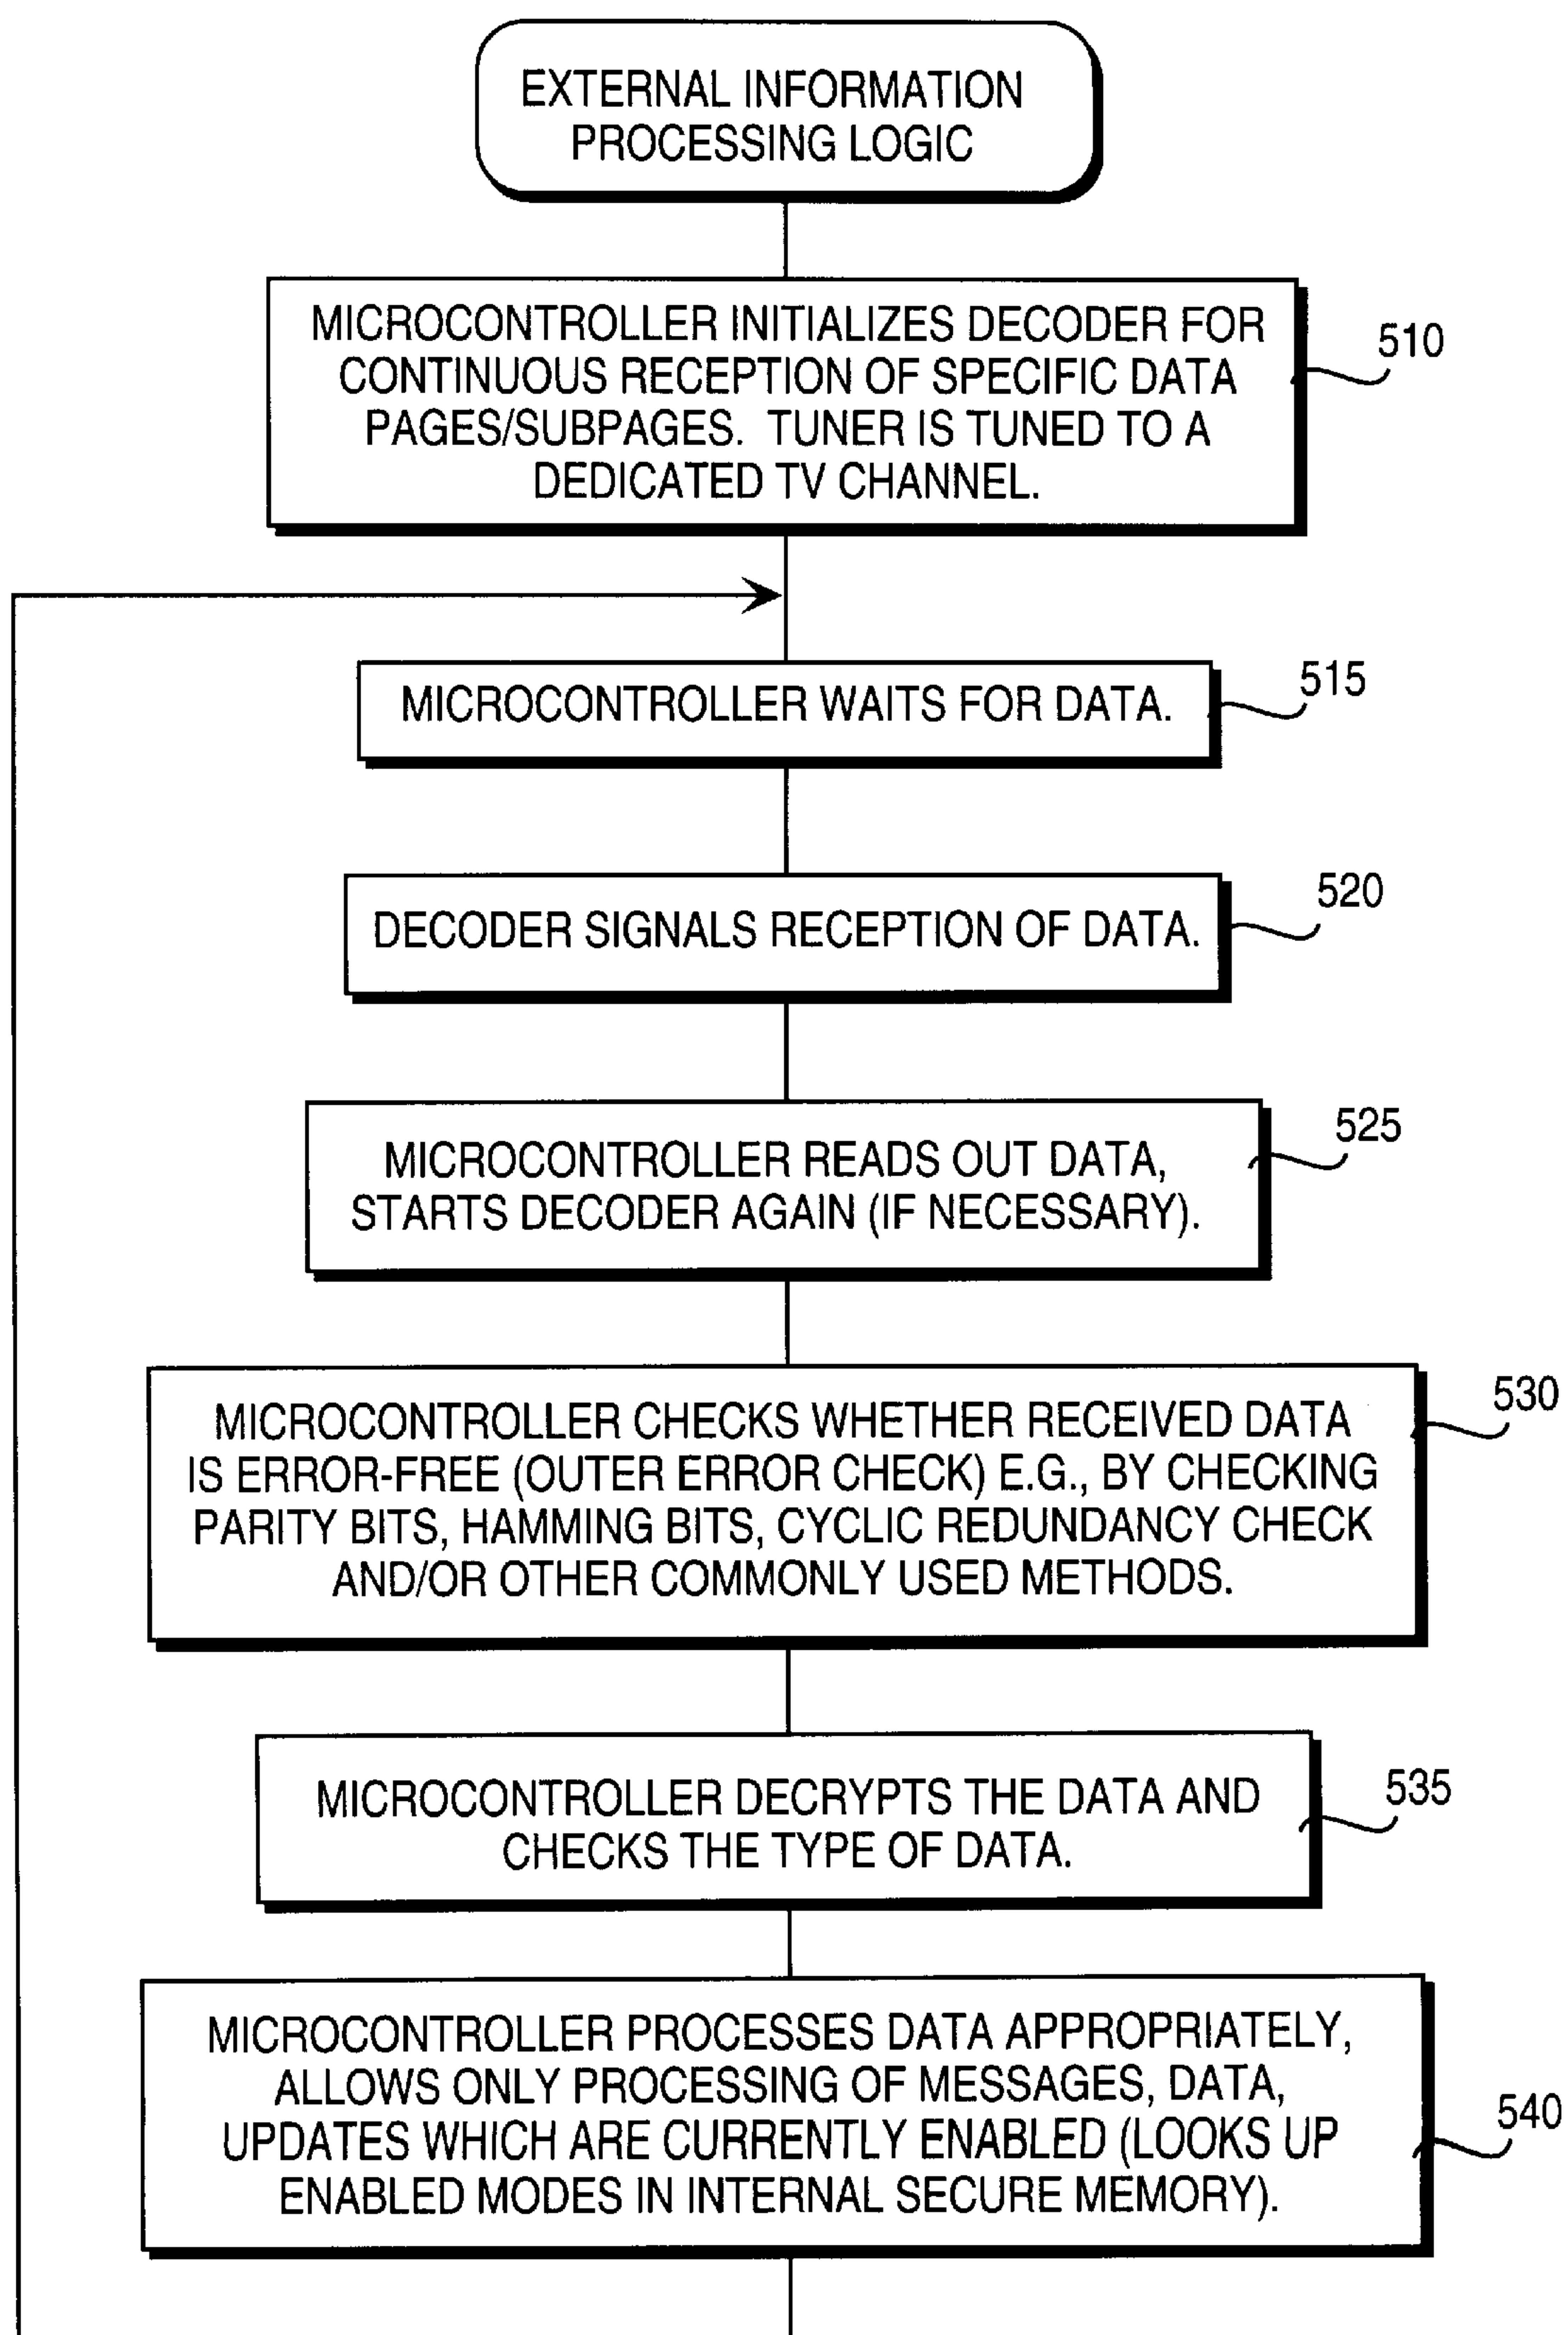 EXTERNAL INFORMATION
PROCESSING LOGIC
MICROCONTROLLER INITIALIZES DECODER FOR
CONTINUOUS RECEPTION OF SPECIFIC DATA
PAGES/SUBPAGES. TUNER IS TUNED TO A
DEDICATED TV CHANNEL.
510
MICROCONTROLLER WAITS FOR DATA.
515
DECODER SIGNALS RECEPTION OF DATA.
520
MICROCONTROLLER READS OUT DATA,
STARTS DECODER AGAIN (IF NECESSARY).
525
MICROCONTROLLER CHECKS WHETHER RECEIVED DATA
IS ERROR-FREE (OUTER ERROR CHECK) E.G., BY CHECKING
PARITY BITS, HAMMING BITS, CYCLIC REDUNDANCY CHECK
AND/OR OTHER COMMONLY USED METHODS.
530
MICROCONTROLLER DECRYPTS THE DATA AND
CHECKS THE TYPE OF DATA.
535
MICROCONTROLLER PROCESSES DATA APPROPRIATELY,
ALLOWS ONLY PROCESSING OF MESSAGES, DATA,
UPDATES WHICH ARE CURRENTLY ENABLED (LOOKS UP
ENABLED MODES IN INTERNAL SECURE MEMORY).
540